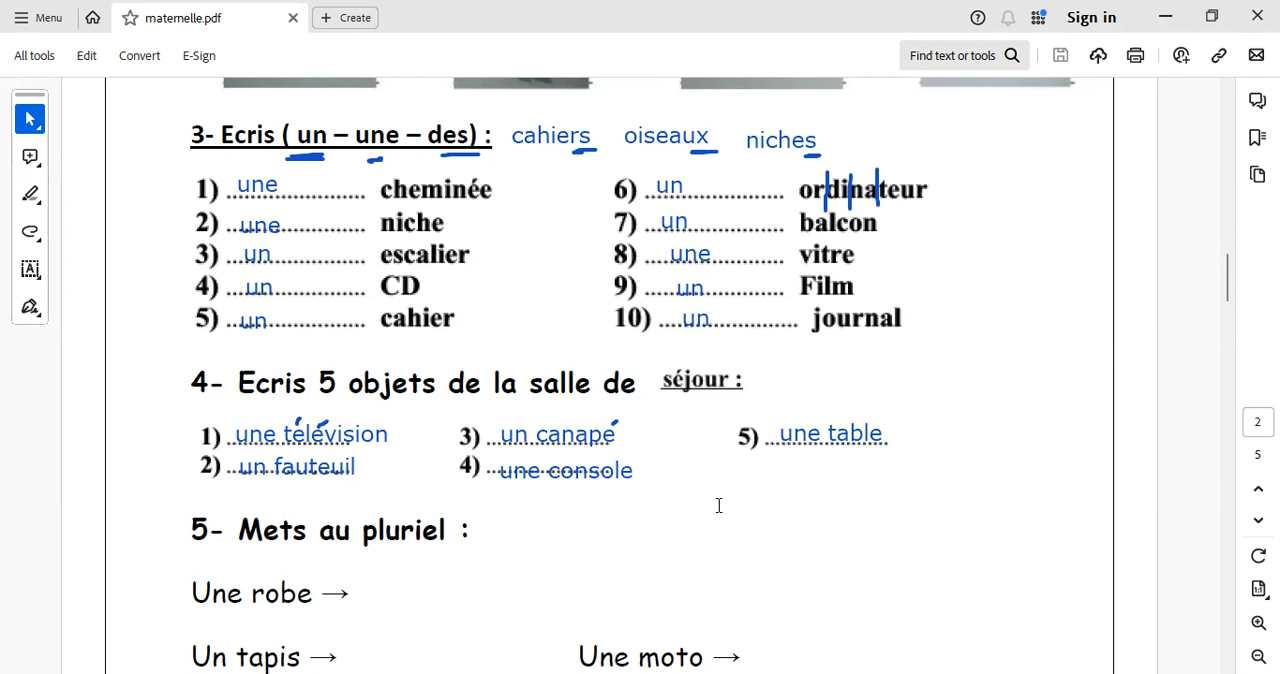 Menu maternelle.pdf Create Sign in
All tools Edit Convert E-Sign Find text or tools
3- Ecris ( un – une – des) : cahiers oiseaux niches
1) une cheminée 6) un ordinateur
2) une niche 7) un balcon
3) un escalier 8) une vitre
4) un CD 9) un Film
5) un cahier 10) un journal
4- Ecris 5 objets de la salle de séjour :
1) une télévision 3) un canapé 5) une table
2) un fauteuil 4) une console
5- Mets au pluriel :
Une robe →
Un tapis → Une moto →
2
5